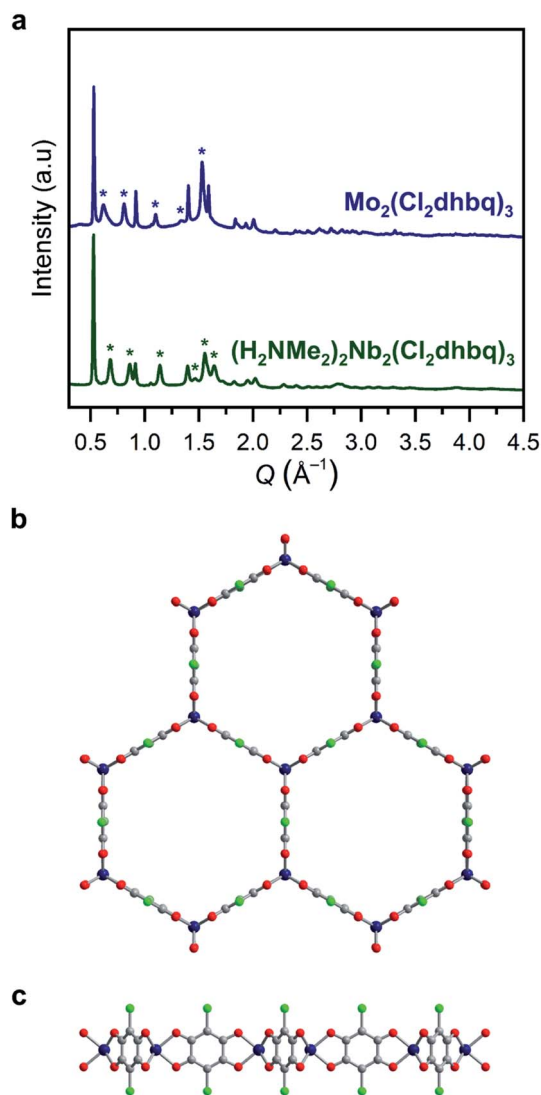 a
Intensity (a.u)
* * * * *
Mo₂(Cl₂dhbq)₃
* * * * * *
(H₂NMe₂)₂Nb₂(Cl₂dhbq)₃
0.5 1.0 1.5 2.0 2.5 3.0 3.5 4.0 4.5
Q (Å⁻¹)
b
c